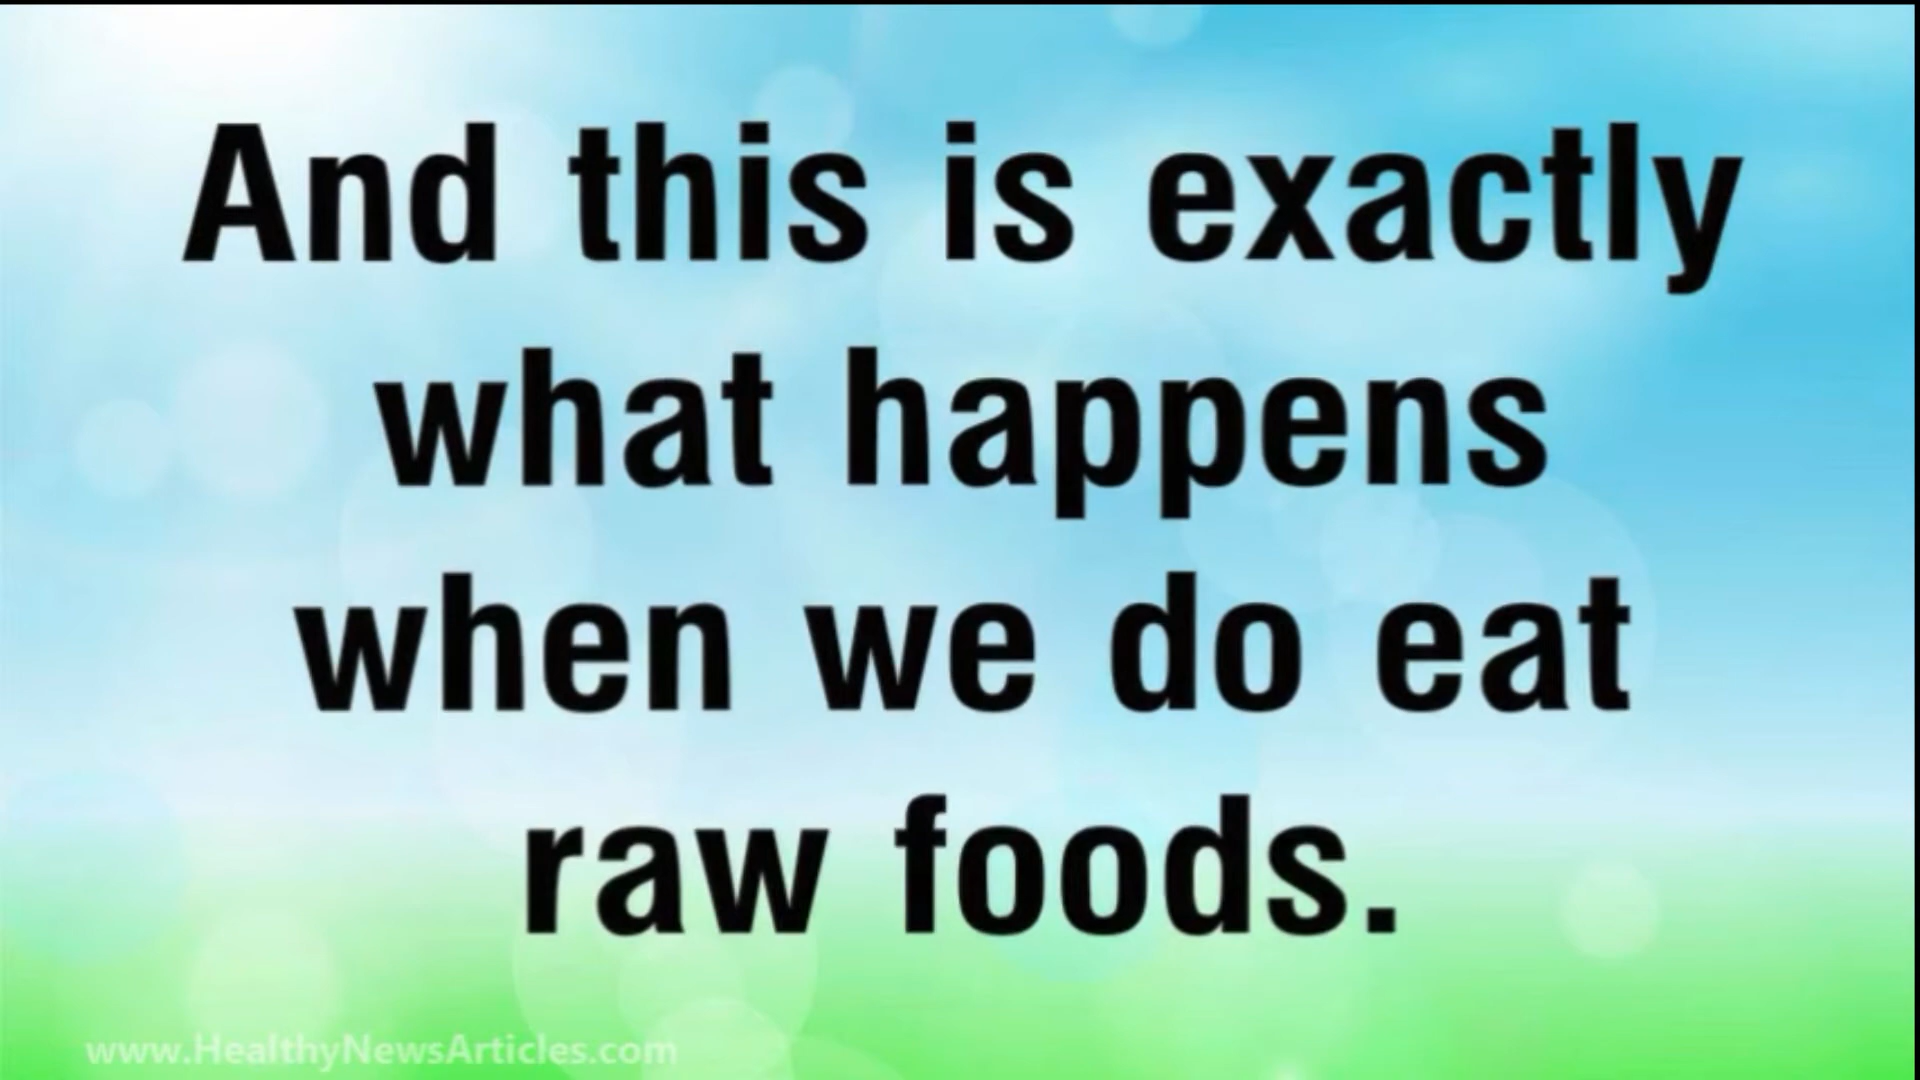 And this is exactly
what happens
when we do eat
raw foods.
www.HealthyNewsArticles.com